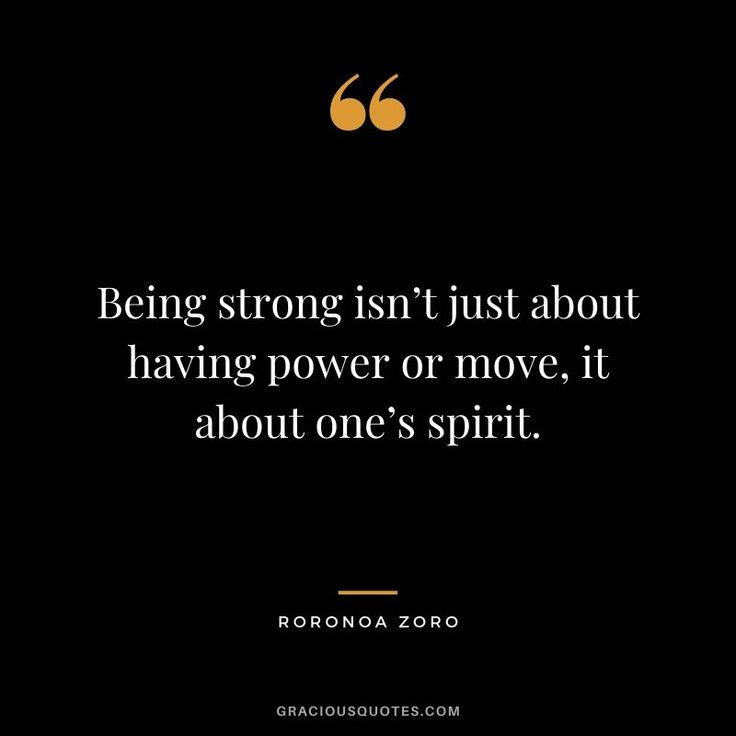 “
Being strong isn’t just about
having power or move, it
about one’s spirit.
RORONOA ZORO
GRACIOUSQUOTES.COM